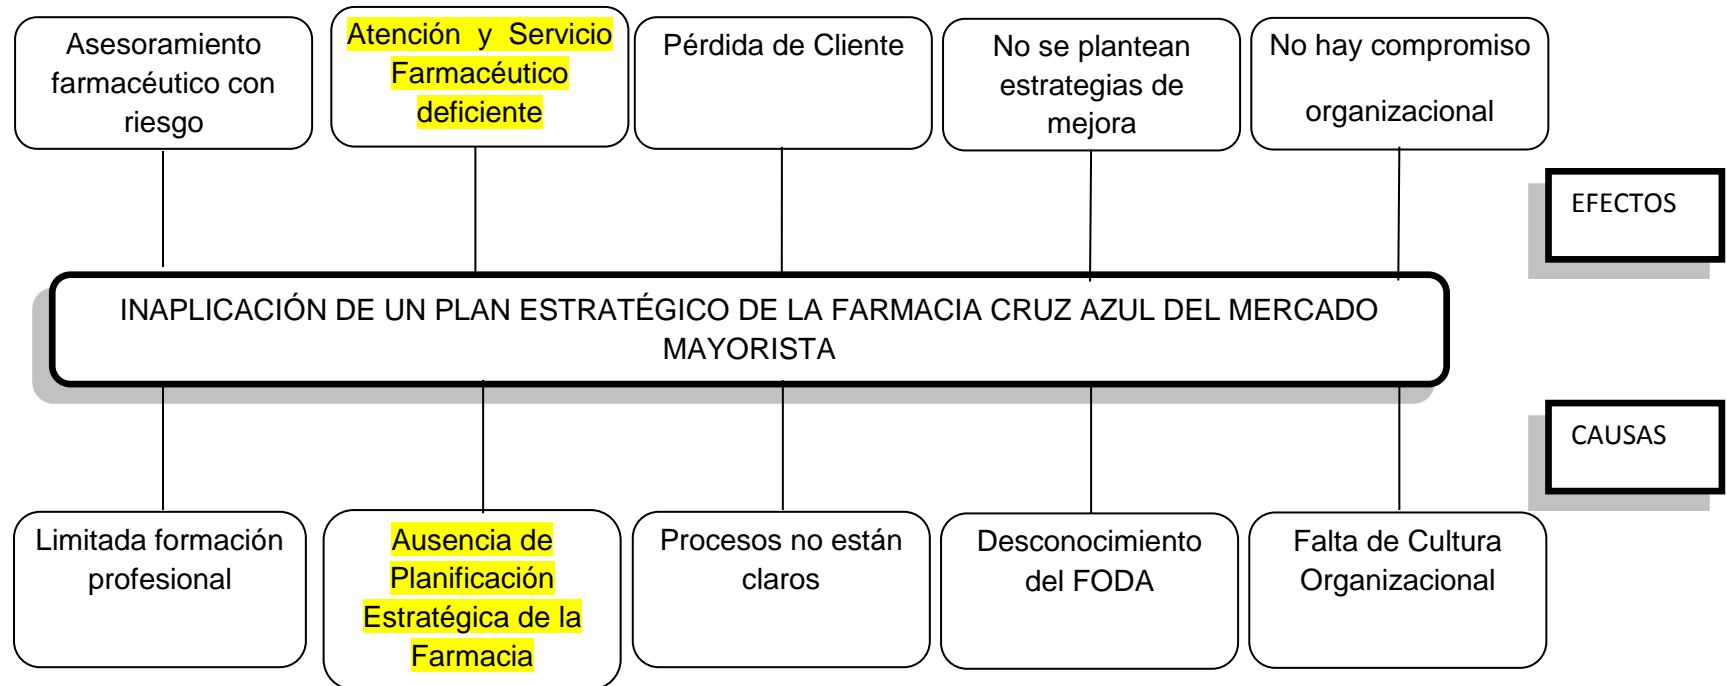 Asesoramiento
farmacéutico con
riesgo
Atención y Servicio
Farmacéutico
deficiente
Pérdida de Cliente
No se plantean
estrategias de
mejora
No hay compromiso
organizacional
EFECTOS
INAPLICACIÓN DE UN PLAN ESTRATÉGICO DE LA FARMACIA CRUZ AZUL DEL MERCADO
MAYORISTA
CAUSAS
Limitada formación
profesional
Ausencia de
Planificación
Estratégica de la
Farmacia
Procesos no están
claros
Desconocimiento
del FODA
Falta de Cultura
Organizacional